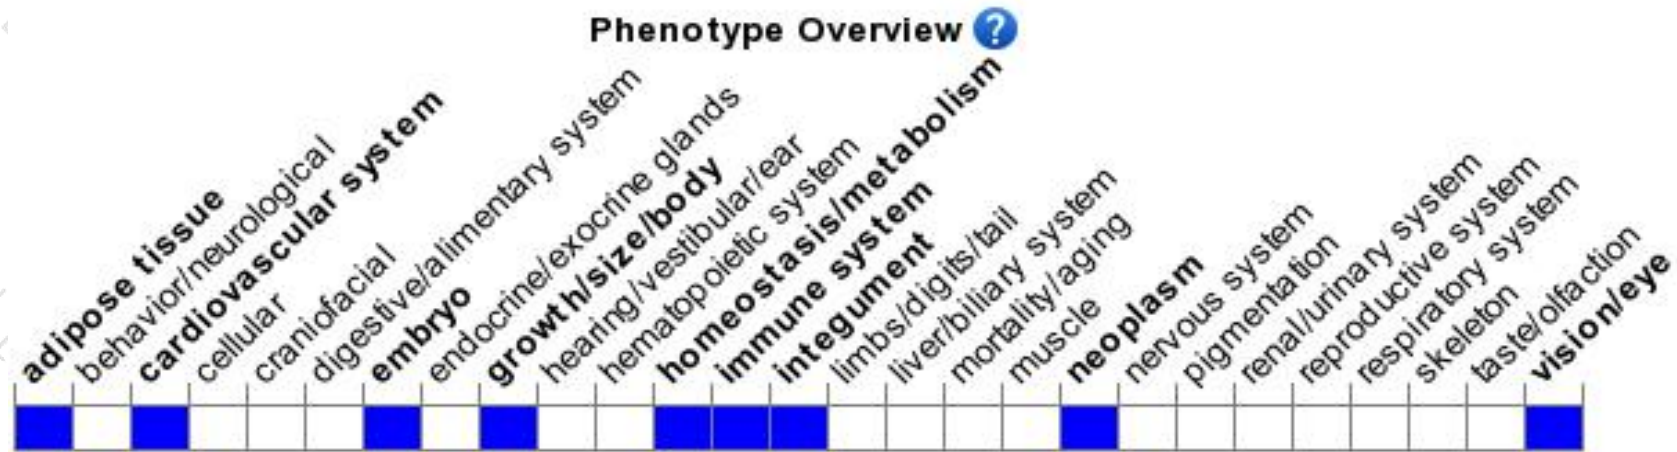 Phenotype Overview ?
adipose tissue
behavior/neurological
cardiovascular system
cellular
craniofacial
digestive/alimentary system
embryo
endocrine/exocrine glands
growth/size/body
hearing/vestibular/ear
hematopoietic system
homeostasis/metabolism
immune system
integument
limbs/digits/tail
liver/biliary system
mortality/aging
muscle
neoplasm
nervous system
pigmentation
renal/urinary system
reproductive system
respiratory system
skeleton
taste/olfaction
vision/eye